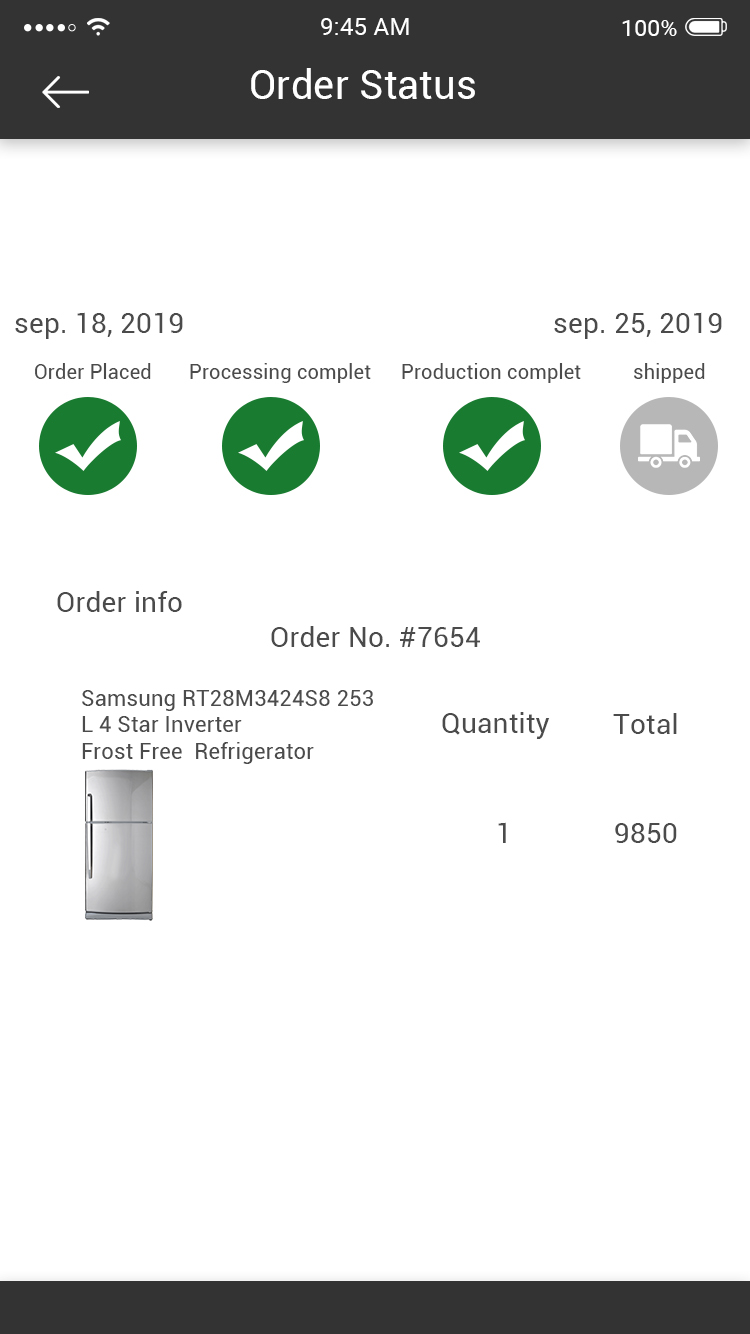 9:45 AM
100%
Order Status
sep. 18, 2019
sep. 25, 2019
Order Placed
Processing complet
Production complet
shipped
Order info
Order No. #7654
Samsung RT28M3424S8 253
L 4 Star Inverter
Frost Free  Refrigerator
Quantity
Total
1
9850